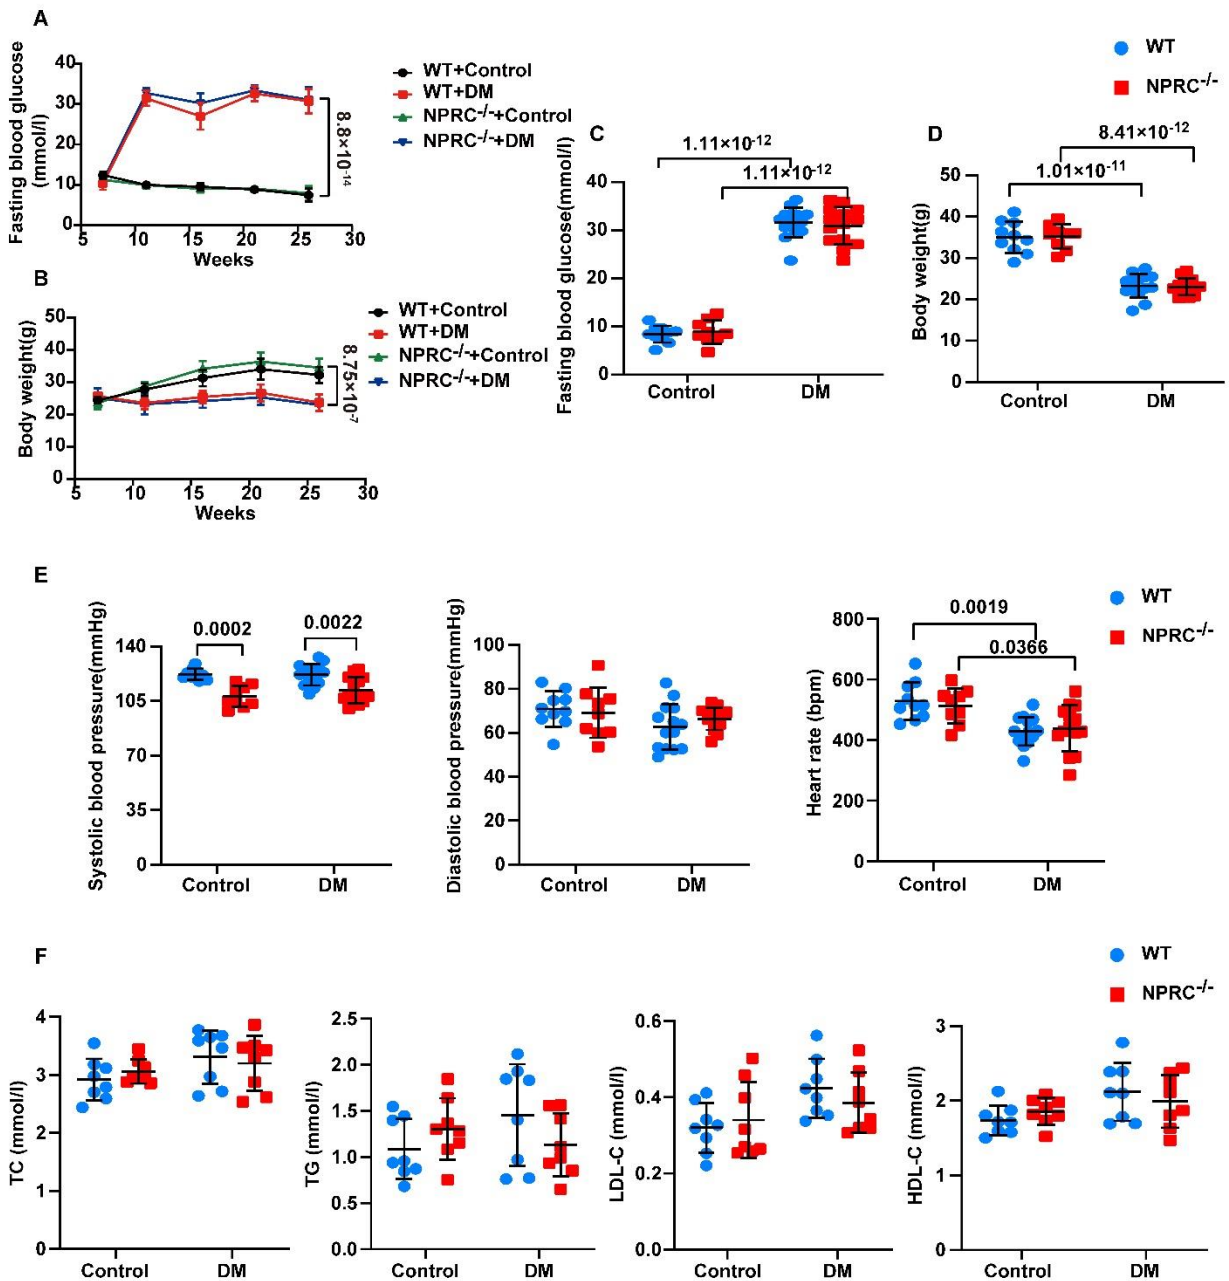 A
Fasting blood glucose
(mmol/l)
40
30
20
10
0
5
10
15
20
25
30
Weeks
8.8×10⁻¹⁴
WT+Control
WT+DM
NPRC⁻/⁻+Control
NPRC⁻/⁻+DM
B
Body weight(g)
50
40
30
20
10
0
5
10
15
20
25
30
Weeks
8.75×10⁻⁷
WT+Control
WT+DM
NPRC⁻/⁻+Control
NPRC⁻/⁻+DM
WT
NPRC⁻/⁻
C
Fasting blood glucose(mmol/l)
1.11×10⁻¹²
1.11×10⁻¹²
40
30
20
10
0
Control
DM
D
Body weight(g)
8.41×10⁻¹²
1.01×10⁻¹¹
50
40
30
20
10
0
Control
DM
E
Systolic blood pressure(mmHg)
0.0002
0.0022
140
105
70
35
0
Control
DM
Diastolic blood pressure(mmHg)
100
80
60
40
20
0
Control
DM
Heart rate (bpm)
0.0019
0.0366
800
600
400
200
0
Control
DM
WT
NPRC⁻/⁻
F
WT
NPRC⁻/⁻
TC (mmol/l)
4
3
2
1
0
Control
DM
TG (mmol/l)
2.5
2.0
1.5
1.0
0.5
0.0
Control
DM
LDL-C (mmol/l)
0.6
0.4
0.2
0.0
Control
DM
HDL-C (mmol/l)
3
2
1
0
Control
DM